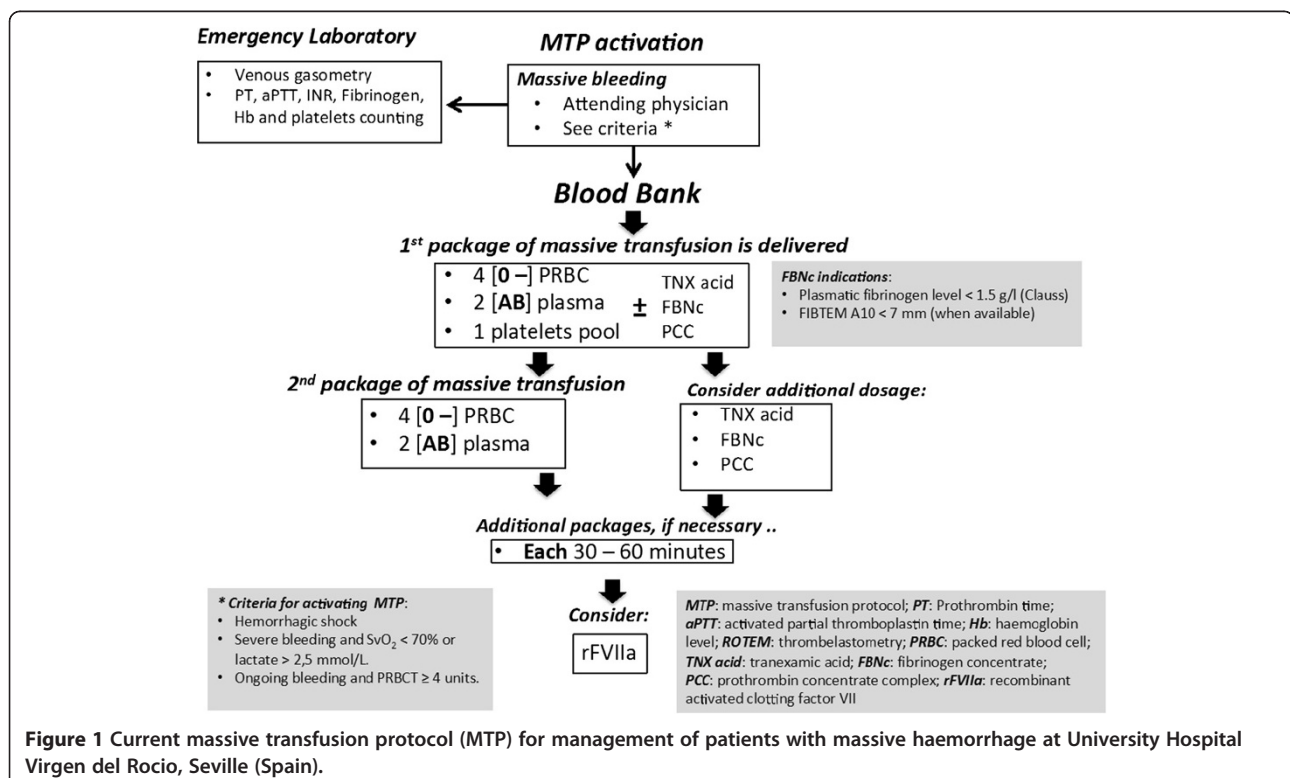 Emergency Laboratory
• Venous gasometry
• PT, aPTT, INR, Fibrinogen,
Hb and platelets counting
MTP activation
Massive bleeding
• Attending physician
• See criteria *
Blood Bank
1st package of massive transfusion is delivered
• 4 [0 –] PRBC
• 2 [AB] plasma
• 1 platelets pool
±
TNX acid
FBNc
PCC
FBNc indications:
• Plasmatic fibrinogen level < 1.5 g/l (Clauss)
• FIBTEM A10 < 7 mm (when available)
2nd package of massive transfusion
• 4 [0 –] PRBC
• 2 [AB] plasma
Consider additional dosage:
• TNX acid
• FBNc
• PCC
Additional packages, if necessary ..
• Each 30 – 60 minutes
* Criteria for activating MTP:
• Hemorrhagic shock
• Severe bleeding and SvO2 < 70% or
lactate > 2,5 mmol/L.
• Ongoing bleeding and PRBCT ≥ 4 units.
Consider:
rFVIIa
MTP: massive transfusion protocol; PT: Prothrombin time;
aPTT: activated partial thromboplastin time; Hb: haemoglobin
level; ROTEM: thrombelastometry; PRBC: packed red blood cell;
TNX acid: tranexamic acid; FBNc: fibrinogen concentrate;
PCC: prothrombin concentrate complex; rFVIIa: recombinant
activated clotting factor VII
Figure 1 Current massive transfusion protocol (MTP) for management of patients with massive haemorrhage at University Hospital
Virgen del Rocio, Seville (Spain).